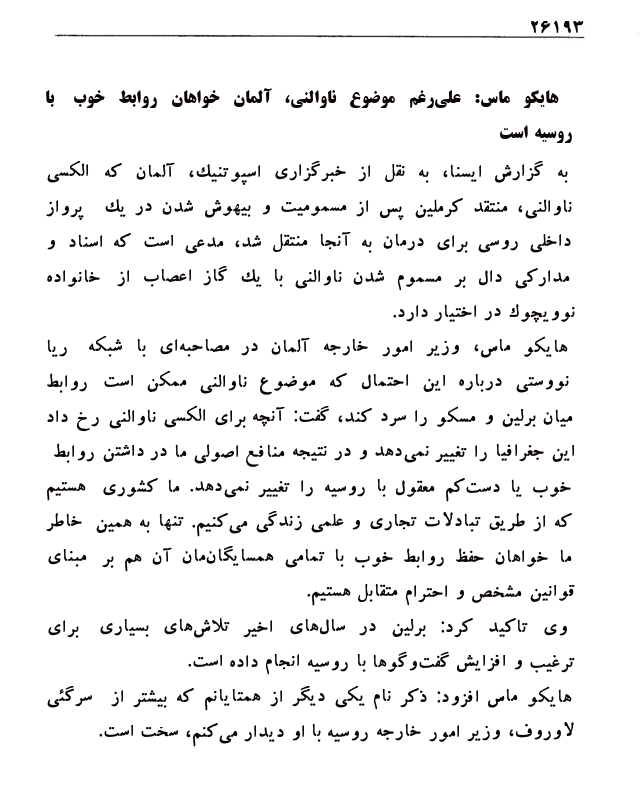 ۲۶۱۹۳
هایکو ماس: علی‌رغم موضوع ناوالنی، آلمان خواهان روابط خوب با
روسیه است
به گزارش ایسنا، به نقل از خبرگزاری اسپوتنیك، آلمان که الکسی
ناوالنی، منتقد کرملین پس از مسمومیت و بیهوش شدن در یك پرواز
داخلی روسی برای درمان به آنجا منتقل شد، مدعی است که اسناد و
مدارکی دال بر مسموم شدن ناوالنی با یك گاز اعصاب از خانواده
نوویچوك در اختیار دارد.
هایکو ماس، وزیر امور خارجه آلمان در مصاحبه‌ای با شبکه ریا
نووستی درباره این احتمال که موضوع ناوالنی ممکن است روابط
میان برلین و مسکو را سرد کند، گفت: آنچه برای الکسی ناوالنی رخ داد
این جغرافیا را تغییر نمی‌دهد و در نتیجه منافع اصولی ما در داشتن روابط
خوب یا دست‌کم معقول با روسیه را تغییر نمی‌دهد. ما کشوری هستیم
که از طریق تبادلات تجاری و علمی زندگی می‌کنیم. تنها به همین خاطر
ما خواهان حفظ روابط خوب با تمامی همسایگان‌مان آن هم بر مبنای
قوانین مشخص و احترام متقابل هستیم.
وی تاکید کرد: برلین در سال‌های اخیر تلاش‌های بسیاری برای
ترغیب و افزایش گفت‌وگوها با روسیه انجام داده است.
هایکو ماس افزود: ذکر نام یکی دیگر از همتایانم که بیشتر از سرگئی
لاوروف، وزیر امور خارجه روسیه با او دیدار می‌کنم، سخت است.